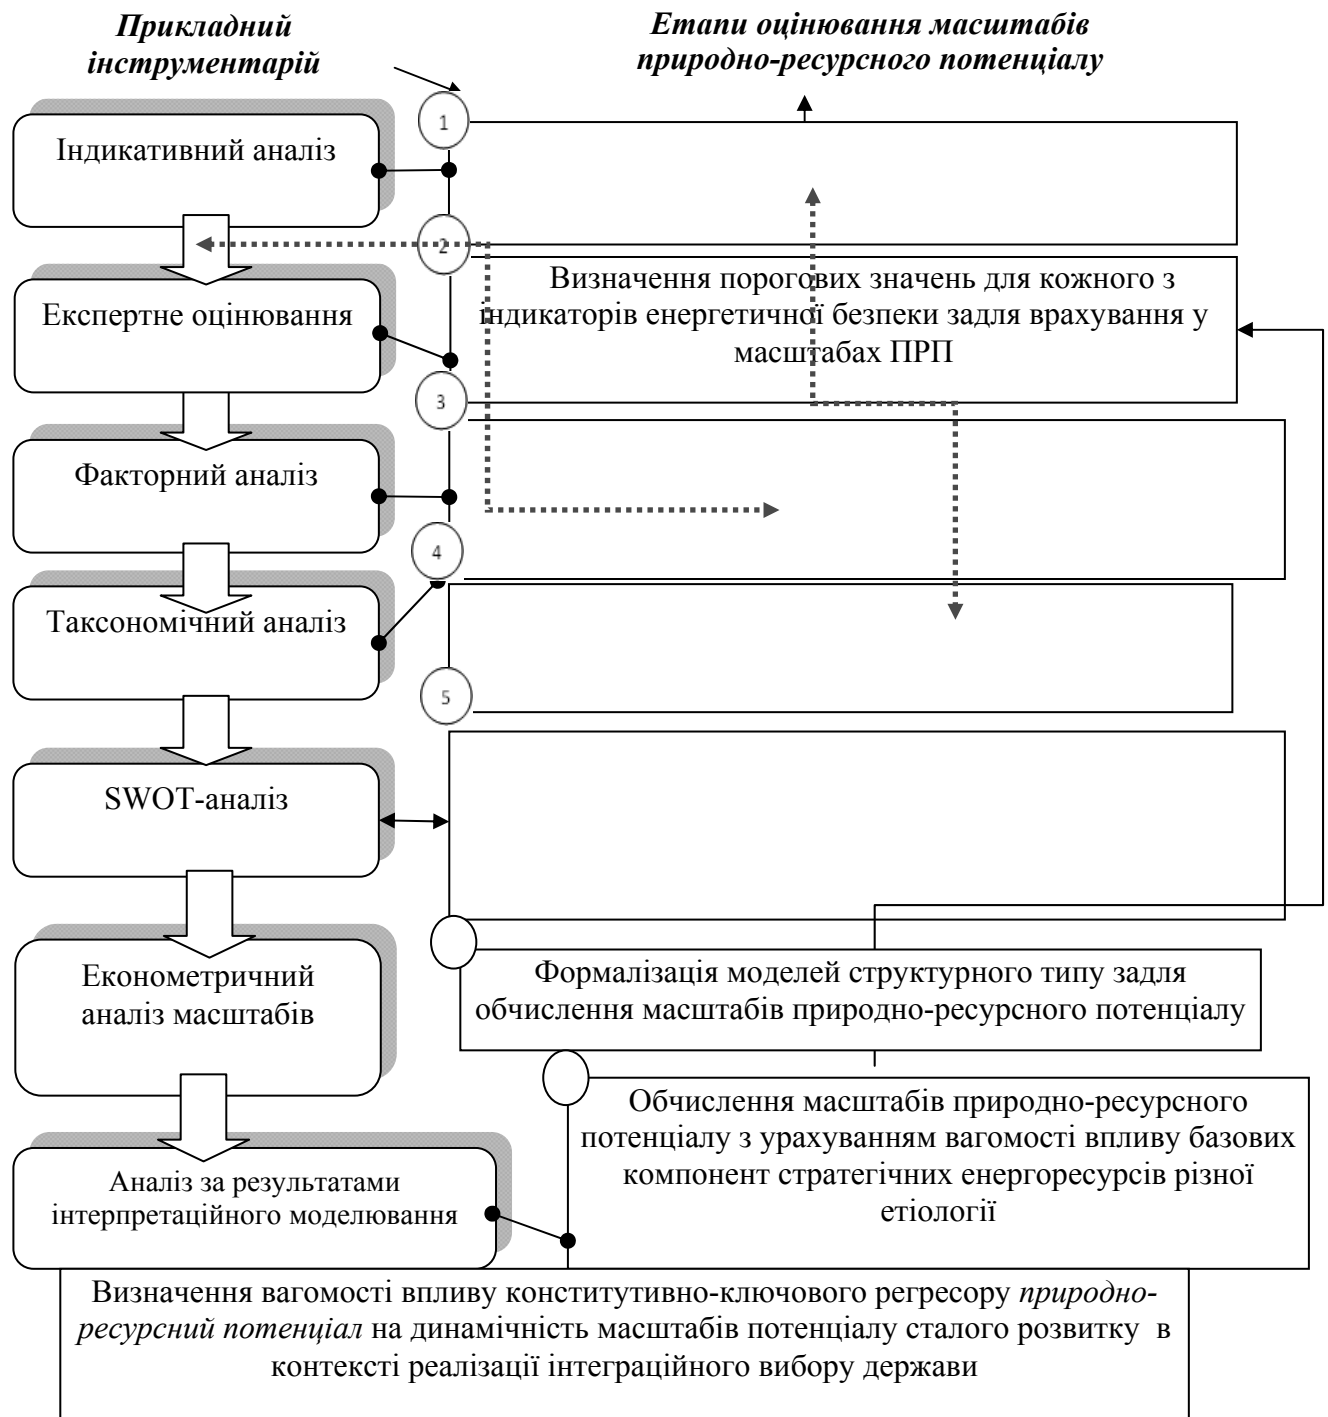 Прикладний
інструментарій
Етапи оцінювання масштабів
природно-ресурсного потенціалу
1
Індикативний аналіз
2
Визначення порогових значень для кожного з
індикаторів енергетичної безпеки задля врахування у
масштабах ПРП
Експертне оцінювання
3
Факторний аналіз
4
Таксономічний аналіз
5
SWOT-аналіз
Економетричний
аналіз масштабів
Формалізація моделей структурного типу задля
обчислення масштабів природно-ресурсного потенціалу
Обчислення масштабів природно-ресурсного
потенціалу з урахуванням вагомості впливу базових
компонент стратегічних енергоресурсів різної
етіології
Аналіз за результатами
інтерпретаційного моделювання
Визначення вагомості впливу конститутивно-ключового регресору природно-
ресурсний потенціал на динамічність масштабів потенціалу сталого розвитку в
контексті реалізації інтеграційного вибору держави